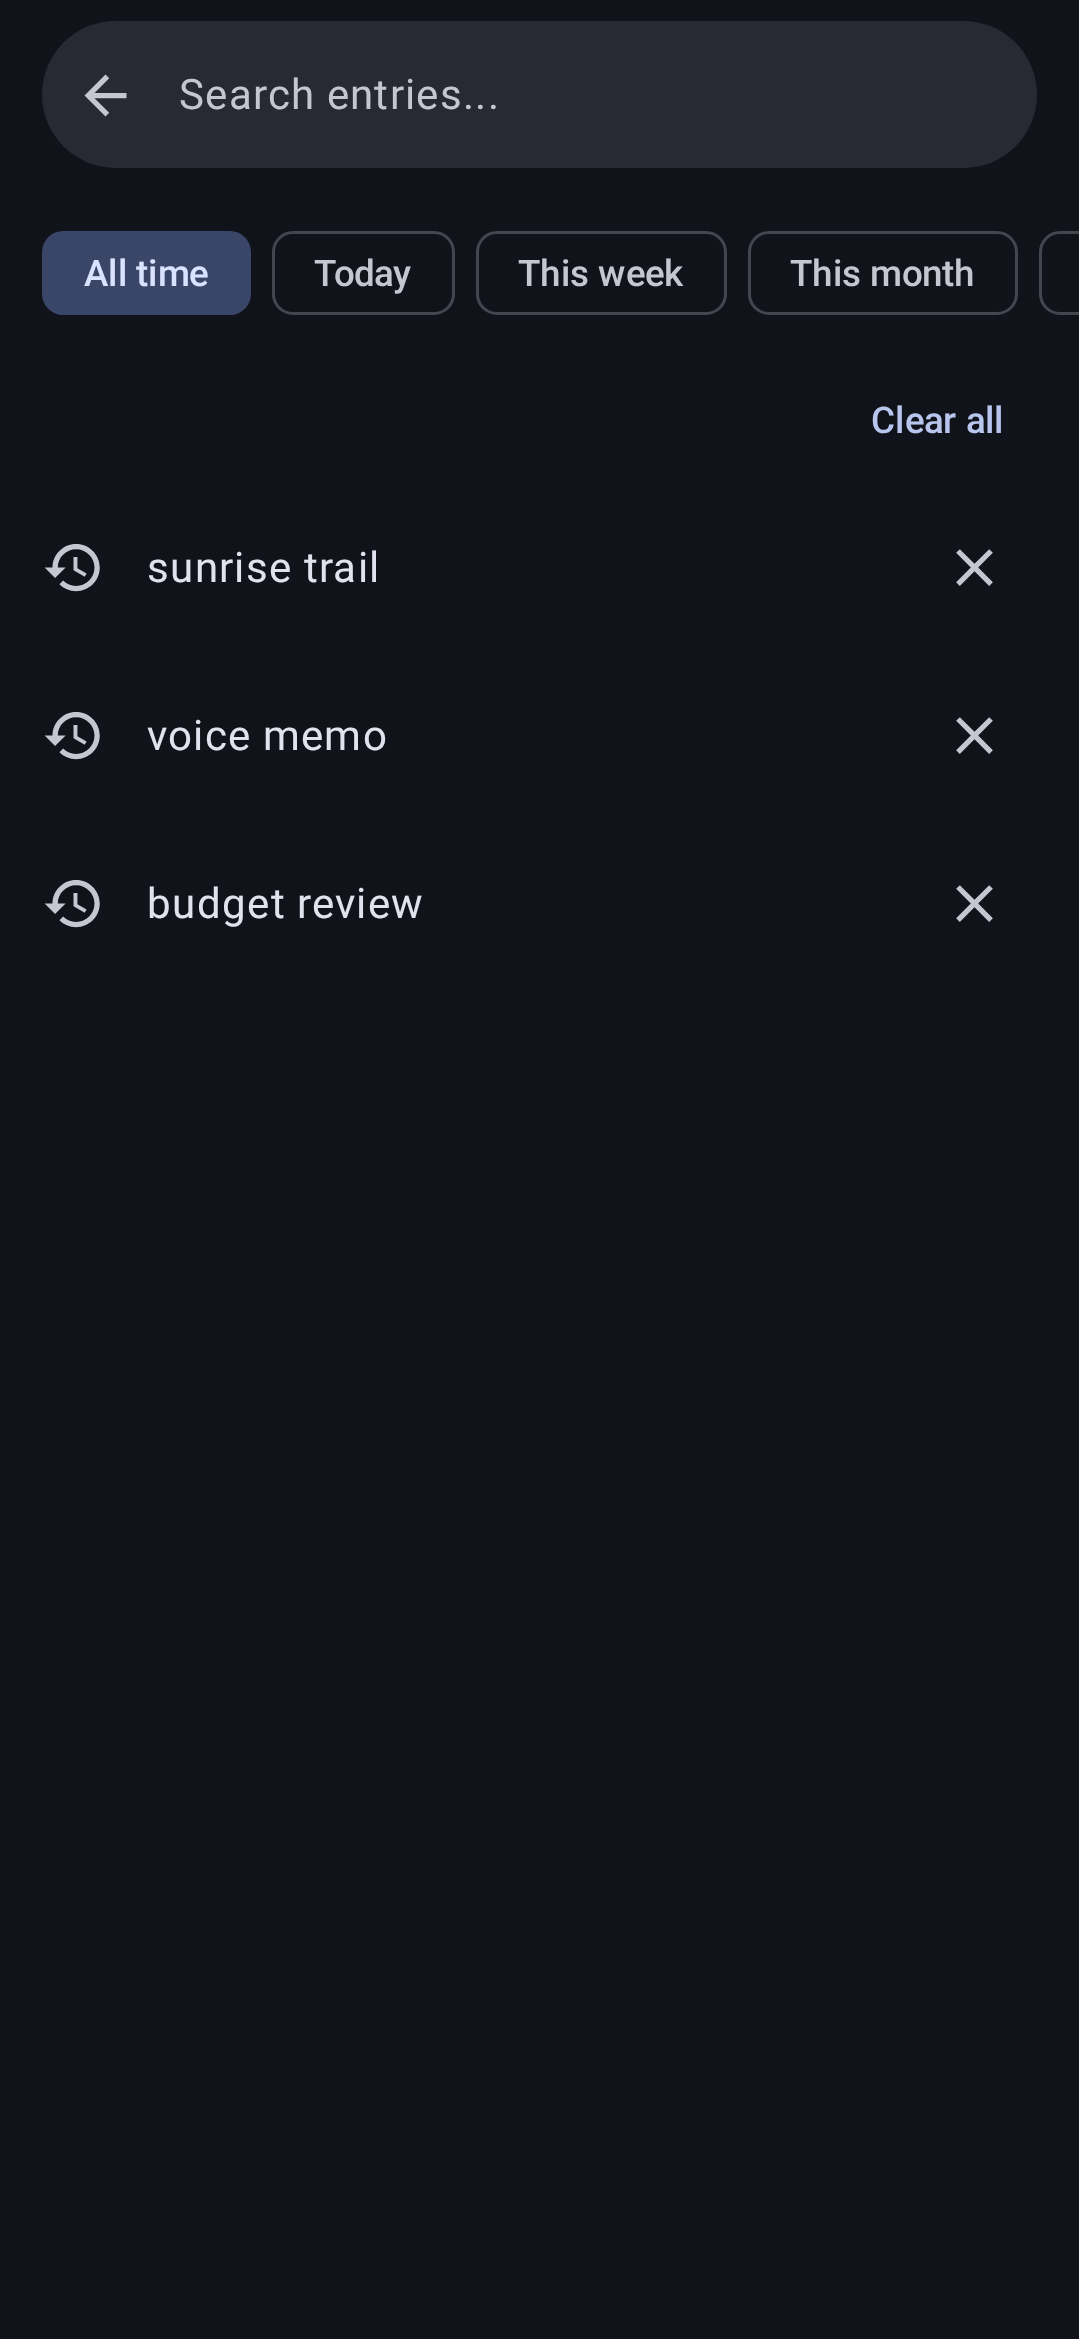 Search entries...
All time Today This week This month
Clear all
sunrise trail
voice memo
budget review